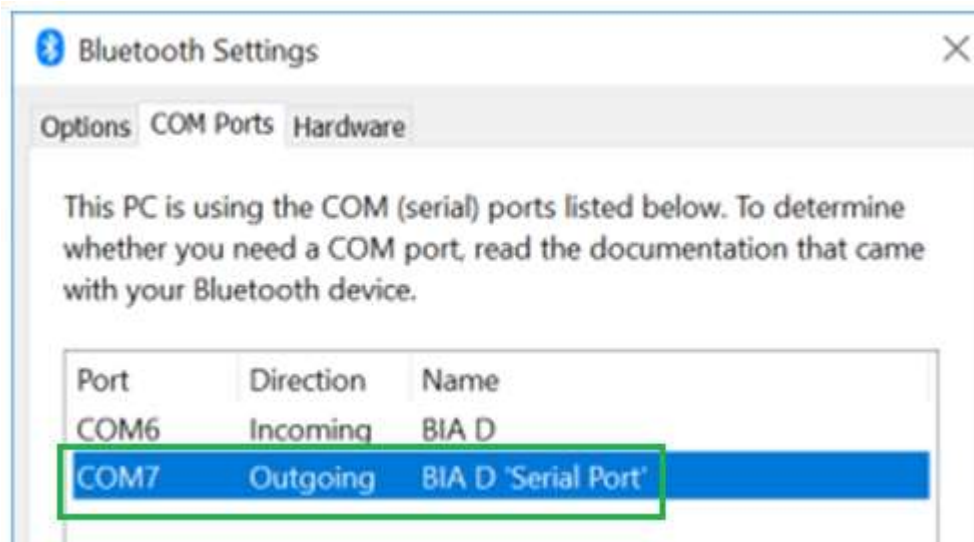 Bluetooth Settings
Options COM Ports Hardware
This PC is using the COM (serial) ports listed below. To determine
whether you need a COM port, read the documentation that came
with your Bluetooth device.
Port Direction Name
COM6 Incoming BIA D
COM7 Outgoing BIA D 'Serial Port'